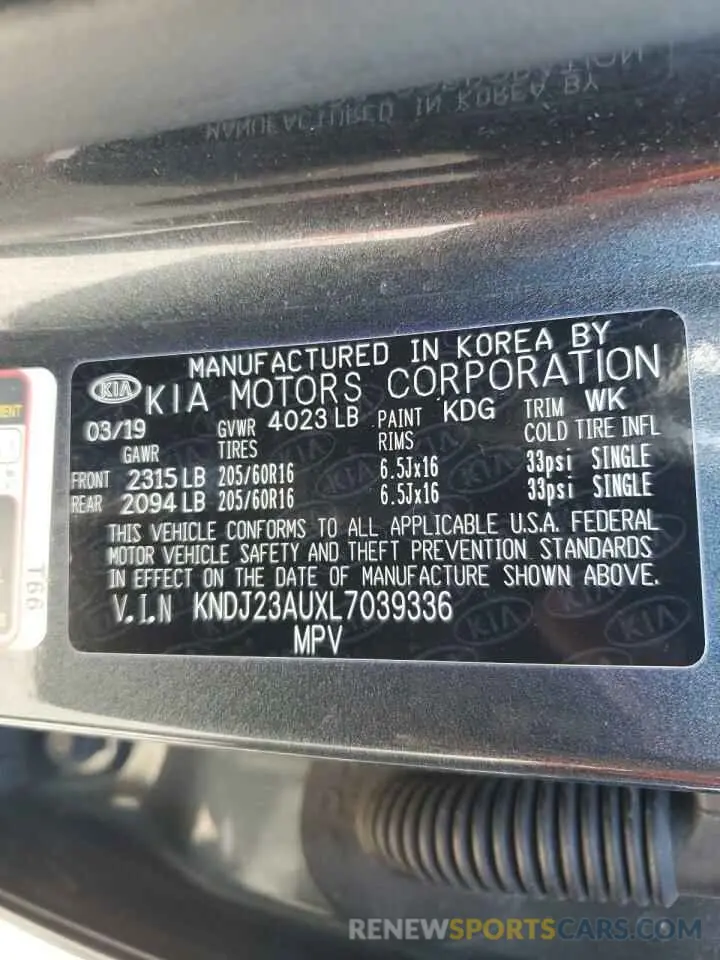 MANUFACTURED IN KOREA BY
KIA KIA MOTORS CORPORATION
03/19 GVWR 4023 LB PAINT KDG TRIM WK
GAWR TIRES RIMS COLD TIRE INFL
FRONT 2315 LB 205/60R16 6.5Jx16 33psi SINGLE
REAR 2094 LB 205/60R16 6.5Jx16 33psi SINGLE
THIS VEHICLE CONFORMS TO ALL APPLICABLE U.S.A. FEDERAL
MOTOR VEHICLE SAFETY AND THEFT PREVENTION STANDARDS
IN EFFECT ON THE DATE OF MANUFACTURE SHOWN ABOVE.
V.I.N KNDJ23AUXL7039336
MPV
T66
RENEWSPORTSCARS.COM